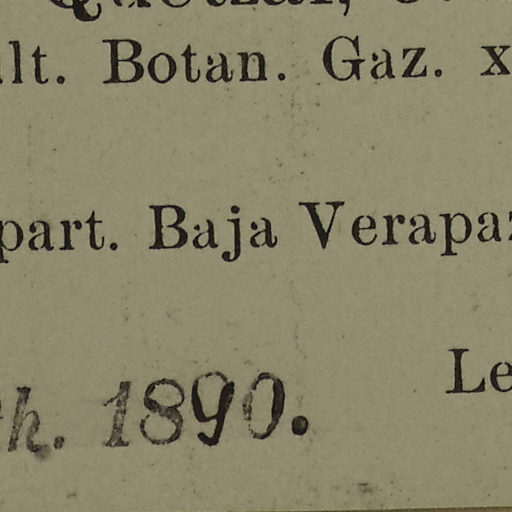 ult. Botan. Gaz. x
part. Baja Verapaz
h. 1890.
Le